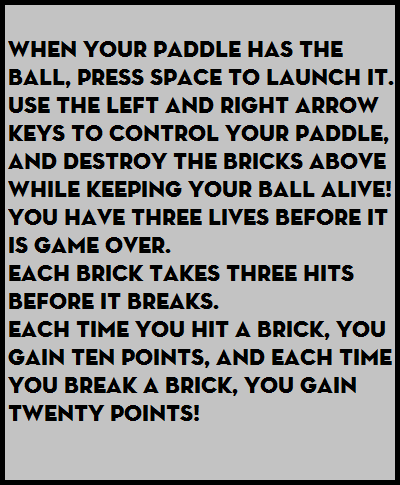 WHEN YOUR PADDLE HAS THE
BALL, PRESS SPACE TO LAUNCH IT.
USE THE LEFT AND RIGHT ARROW
KEYS TO CONTROL YOUR PADDLE,
AND DESTROY THE BRICKS ABOVE
WHILE KEEPING YOUR BALL ALIVE!
YOU HAVE THREE LIVES BEFORE IT
IS GAME OVER.
EACH BRICK TAKES THREE HITS
BEFORE IT BREAKS.
EACH TIME YOU HIT A BRICK, YOU
GAIN TEN POINTS, AND EACH TIME
YOU BREAK A BRICK, YOU GAIN
TWENTY POINTS!